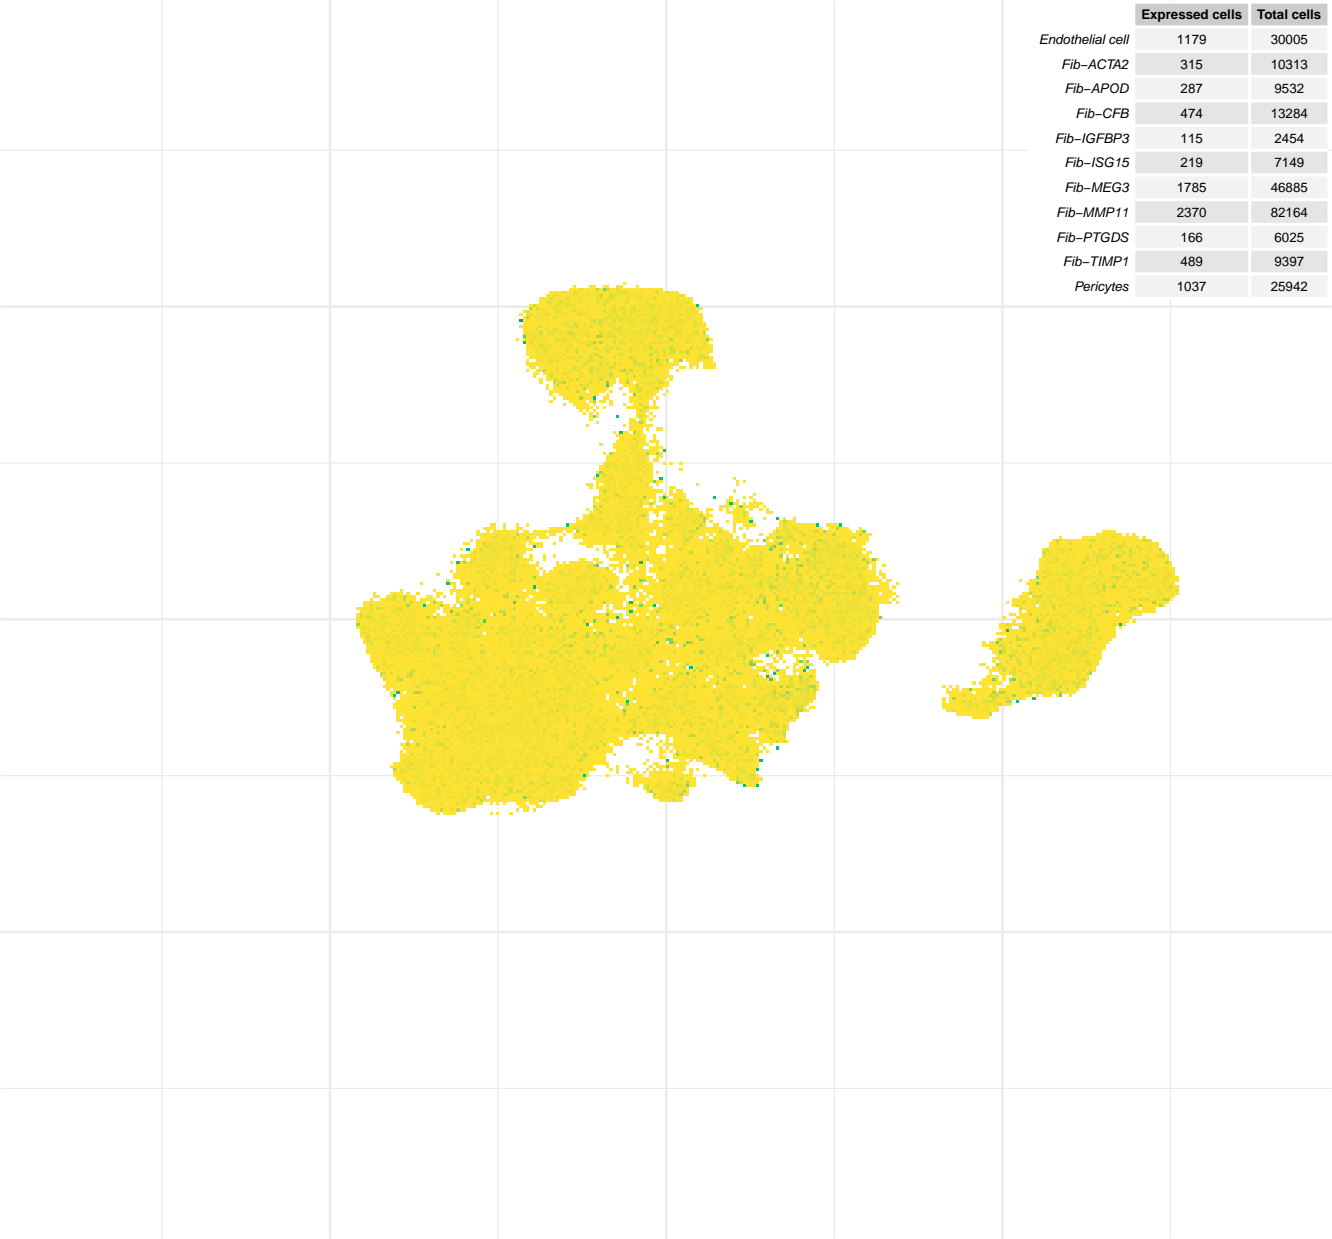 Expressed cells Total cells
Endothelial cell 1179 30005
Fib−ACTA2 315 10313
Fib−APOD 287 9532
Fib−CFB 474 13284
Fib−IGFBP3 115 2454
Fib−ISG15 219 7149
Fib−MEG3 1785 46885
Fib−MMP11 2370 82164
Fib−PTGDS 166 6025
Fib−TIMP1 489 9397
Pericytes 1037 25942